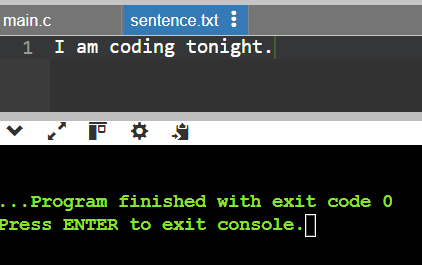 main.c sentence.txt
1 I am coding tonight.
...Program finished with exit code 0
Press ENTER to exit console.